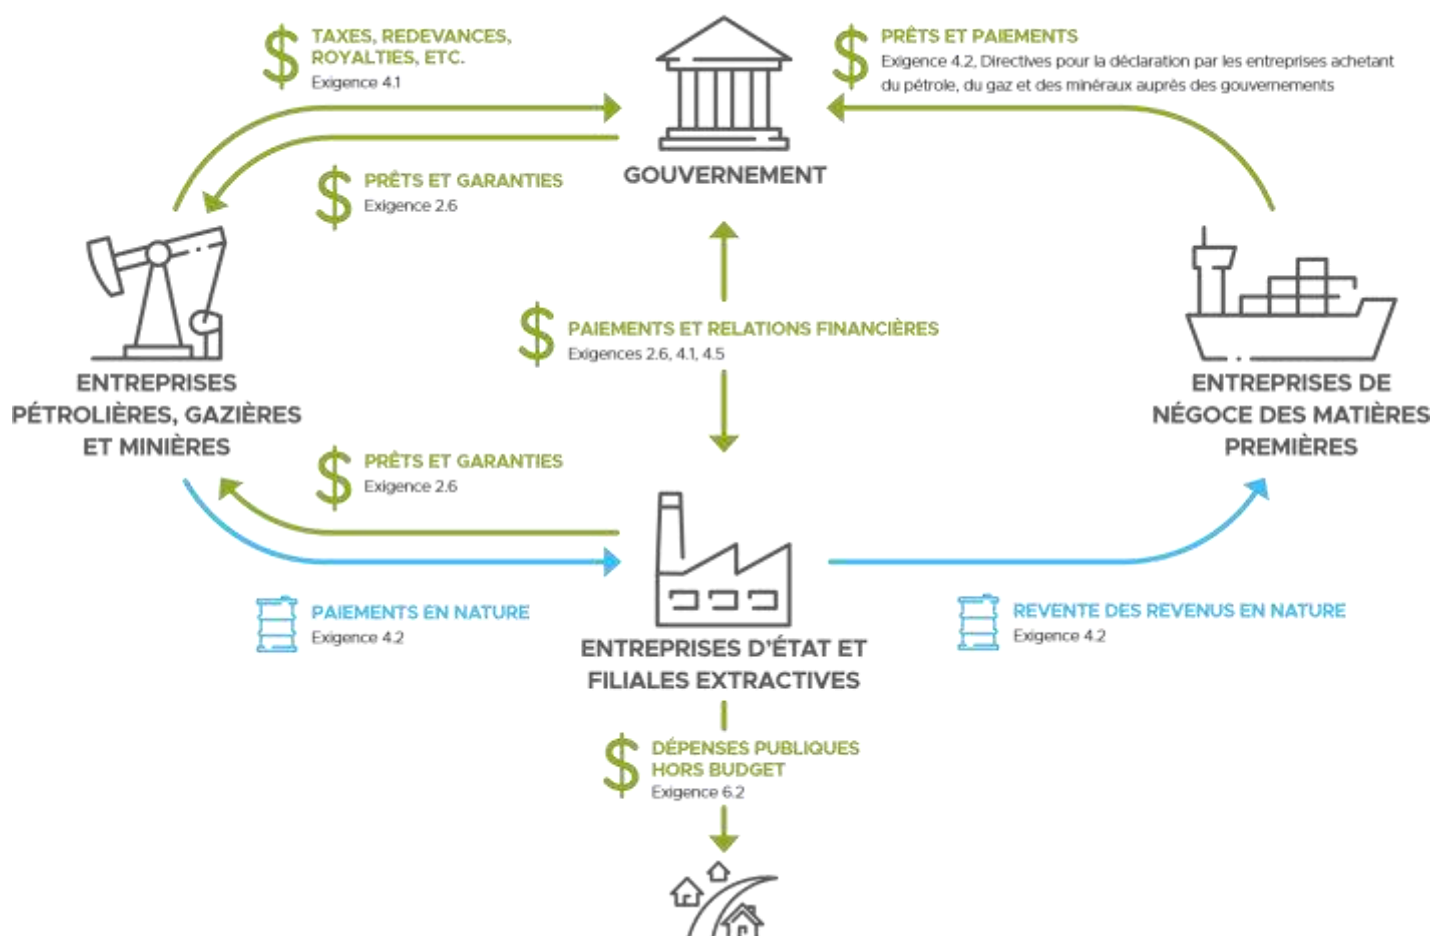 TAXES, REDEVANCES,
ROYALTIES, ETC.
Exigence 4.1
PRÊTS ET PAIEMENTS
Exigence 4.2, Directives pour la déclaration par les entreprises achetant
du pétrole, du gaz et des minéraux auprès des gouvernements
GOUVERNEMENT
PRÊTS ET GARANTIES
Exigence 2.6
PAIEMENTS ET RELATIONS FINANCIÈRES
Exigences 2.6, 4.1, 4.5
ENTREPRISES
PÉTROLIÈRES, GAZIÈRES
ET MINIÈRES
ENTREPRISES DE
NÉGOCE DES MATIÈRES
PREMIÈRES
PRÊTS ET GARANTIES
Exigence 2.6
PAIEMENTS EN NATURE
Exigence 4.2
REVENTE DES REVENUS EN NATURE
Exigence 4.2
ENTREPRISES D'ÉTAT ET
FILIALES EXTRACTIVES
DÉPENSES PUBLIQUES
HORS BUDGET
Exigence 6.2